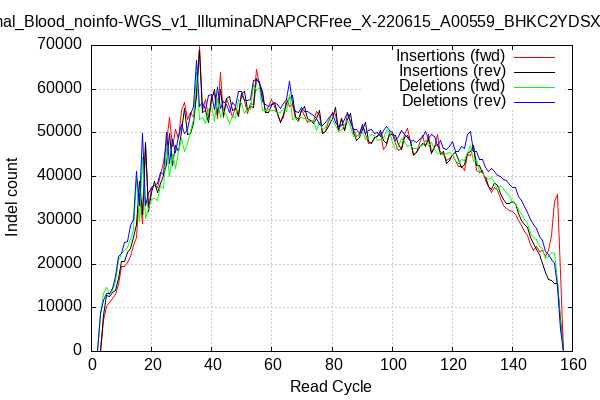 nal_Blood_noinfo-WGS_v1_IlluminaDNAPCRFree_X-220615_A00559_BHKC2YDSX
70000
60000
50000
40000
30000
20000
10000
0
Indel count
Insertions (fwd)
Insertions (rev)
Deletions (fwd)
Deletions (rev)
0 20 40 60 80 100 120 140 160
Read Cycle